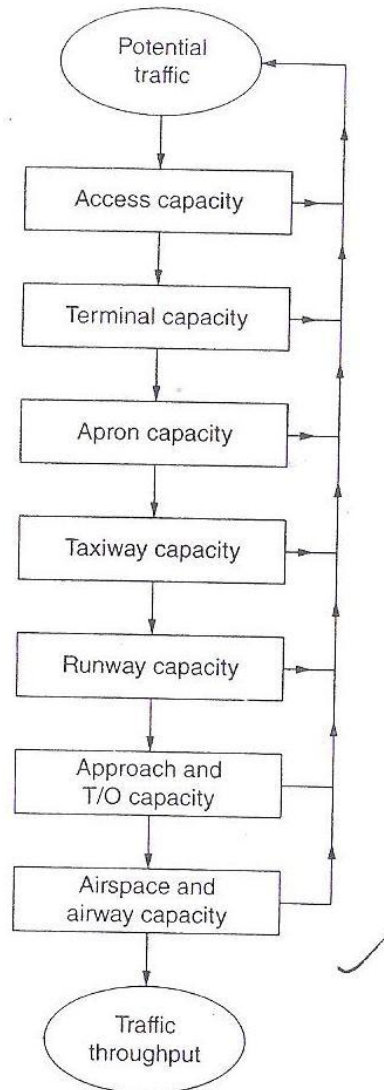 Potential
traffic
Access capacity
Terminal capacity
Apron capacity
Taxiway capacity
Runway capacity
Approach and
T/O capacity
Airspace and
airway capacity
Traffic
throughput